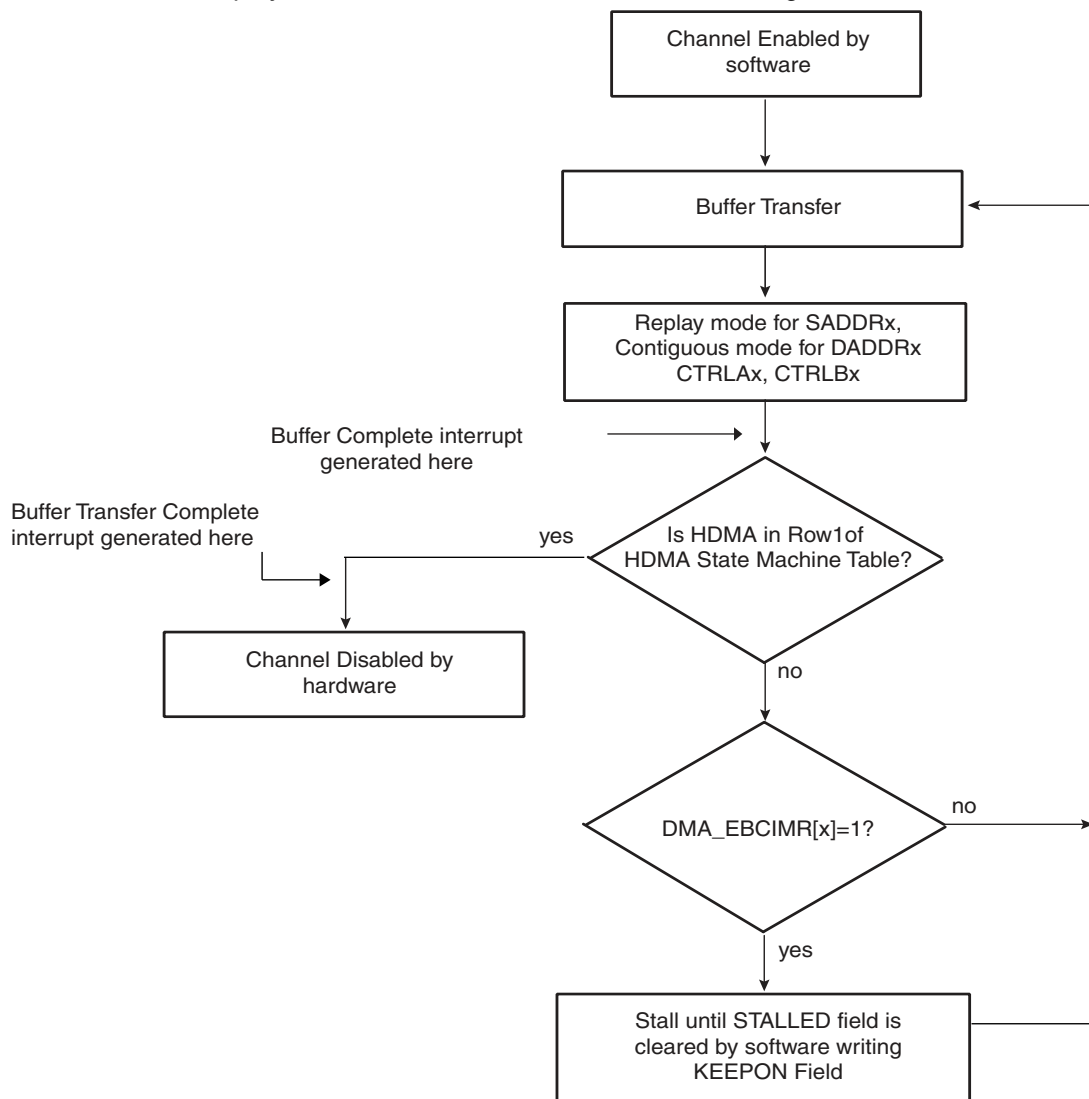 Channel Enabled by
software
Buffer Transfer
Replay mode for SADDRx,
Contiguous mode for DADDRx
CTRLAx, CTRLBx
Buffer Complete interrupt
generated here
Buffer Transfer Complete
interrupt generated here
yes
Is HDMA in Row1of
HDMA State Machine Table?
Channel Disabled by
hardware
no
DMA_EBCIMR[x]=1?
no
yes
Stall until STALLED field is
cleared by software writing
KEEPON Field